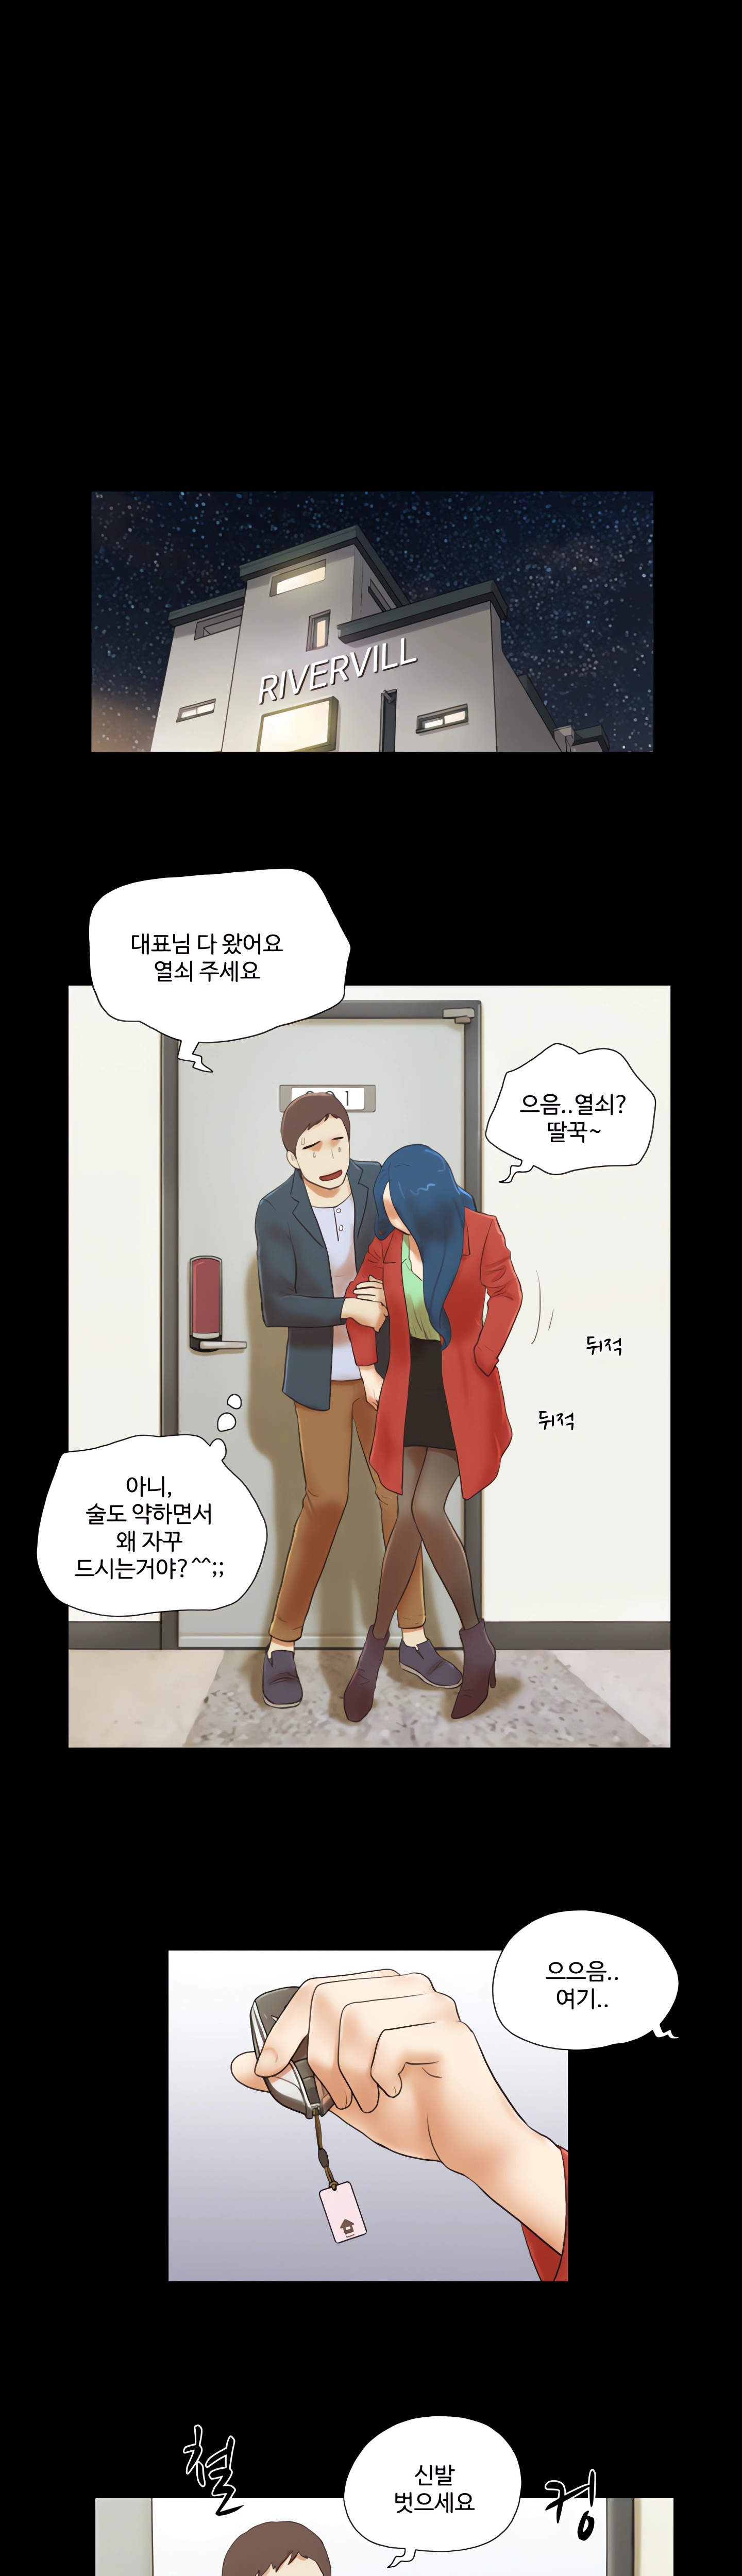 RIVERVILL
대표님 다 왔어요
열쇠 주세요
으음..열쇠?
딸꾹~
뒤적
뒤적
아니,
술도 약하면서
왜 자꾸
드시는거야?^^;;
으으음..
여기..
철
컹
신발
벗으세요